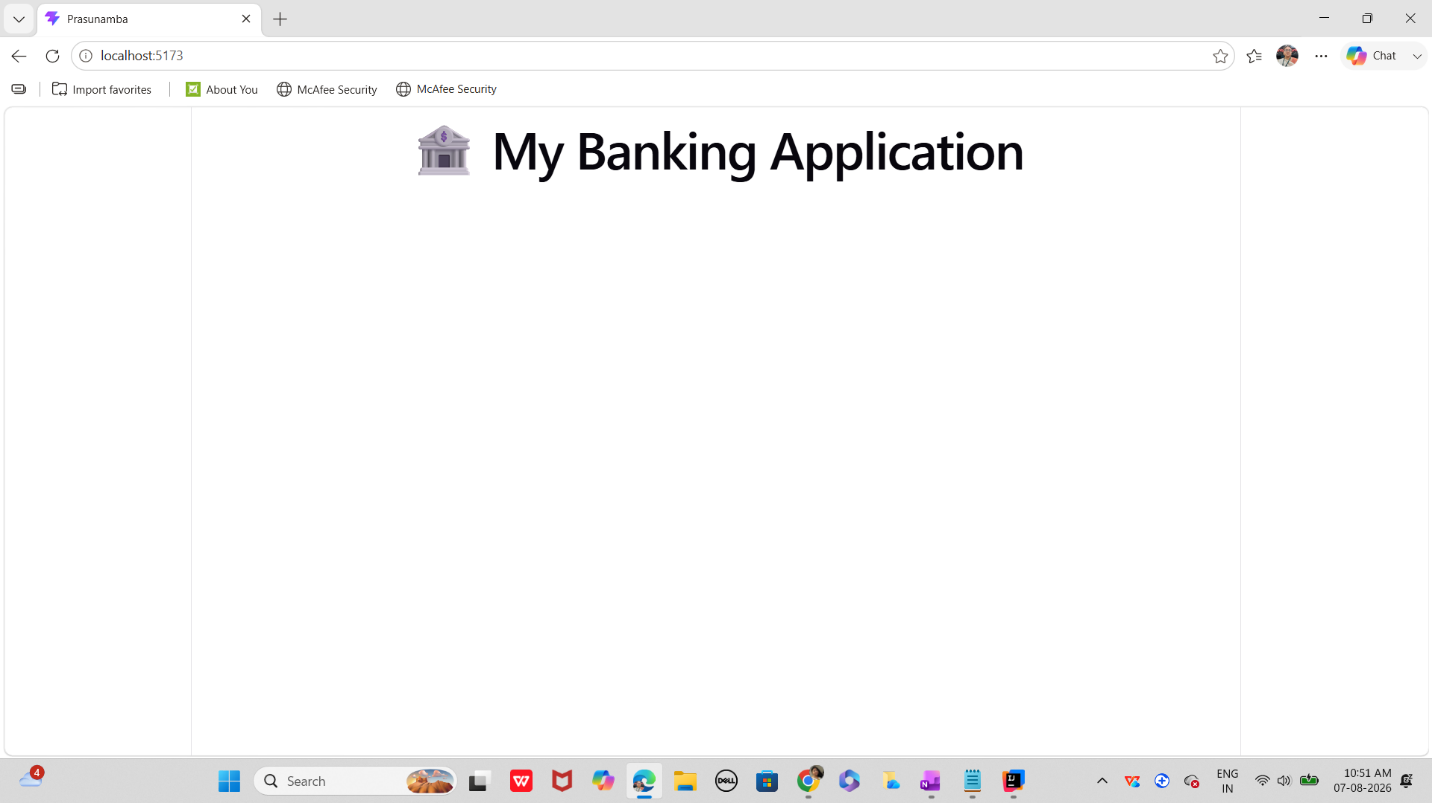 Prasunamba
localhost:5173
Chat
Import favorites
About You
McAfee Security
McAfee Security
My Banking Application
4
Search
DELL
ENG
IN
10:51 AM
07-08-2026